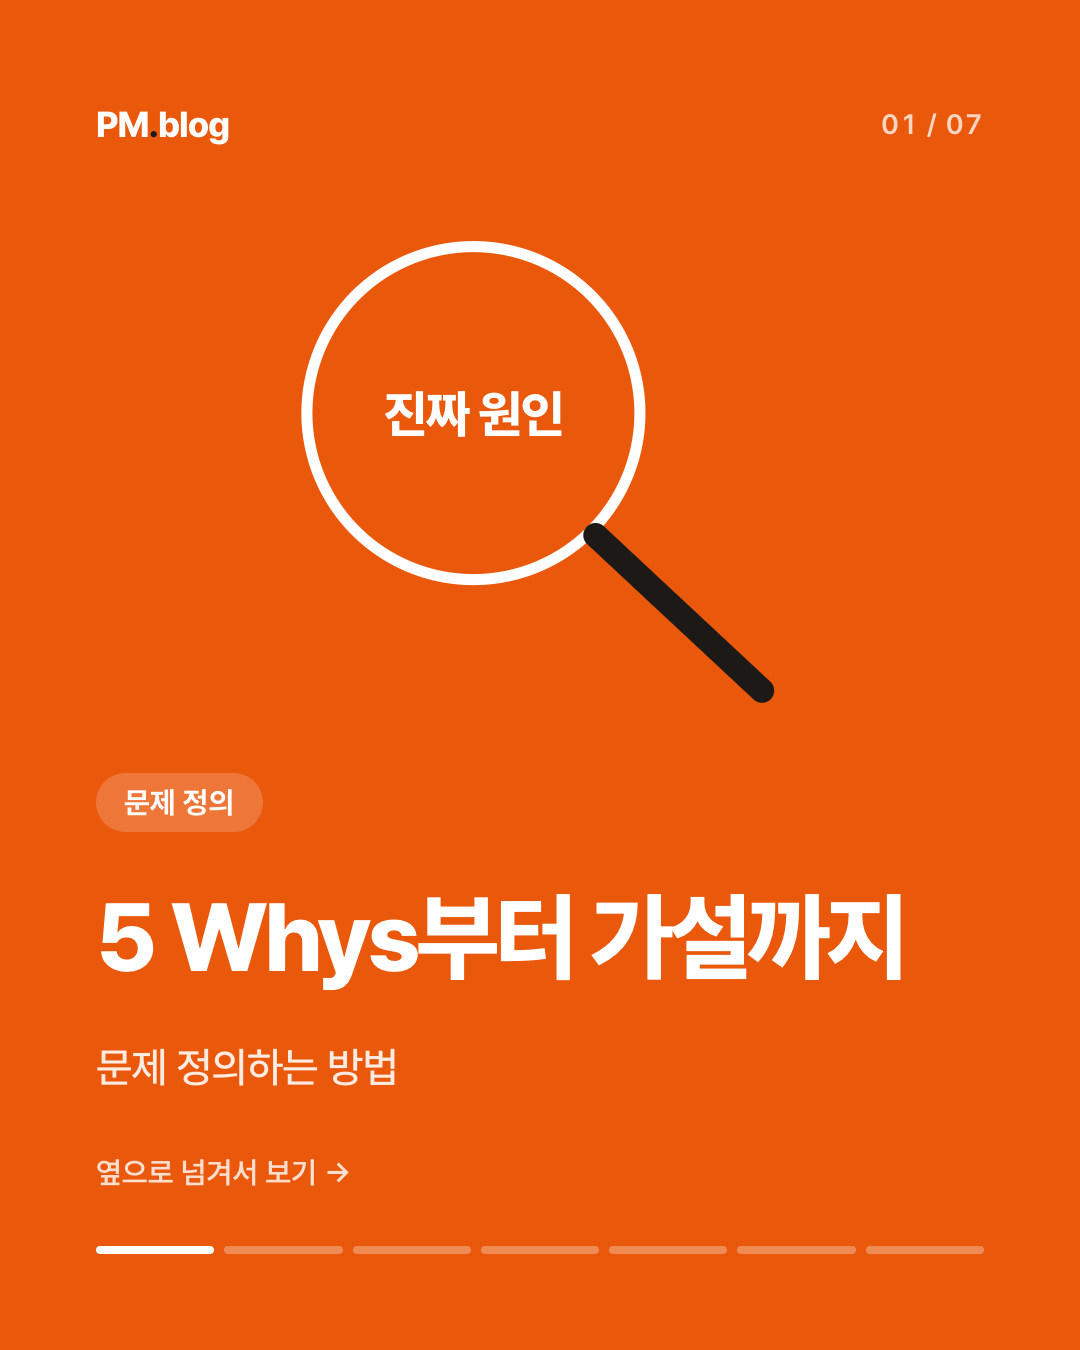 PM.blog
01 / 07
진짜 원인
문제 정의
5 Whys부터 가설까지
문제 정의하는 방법
옆으로 넘겨서 보기 →